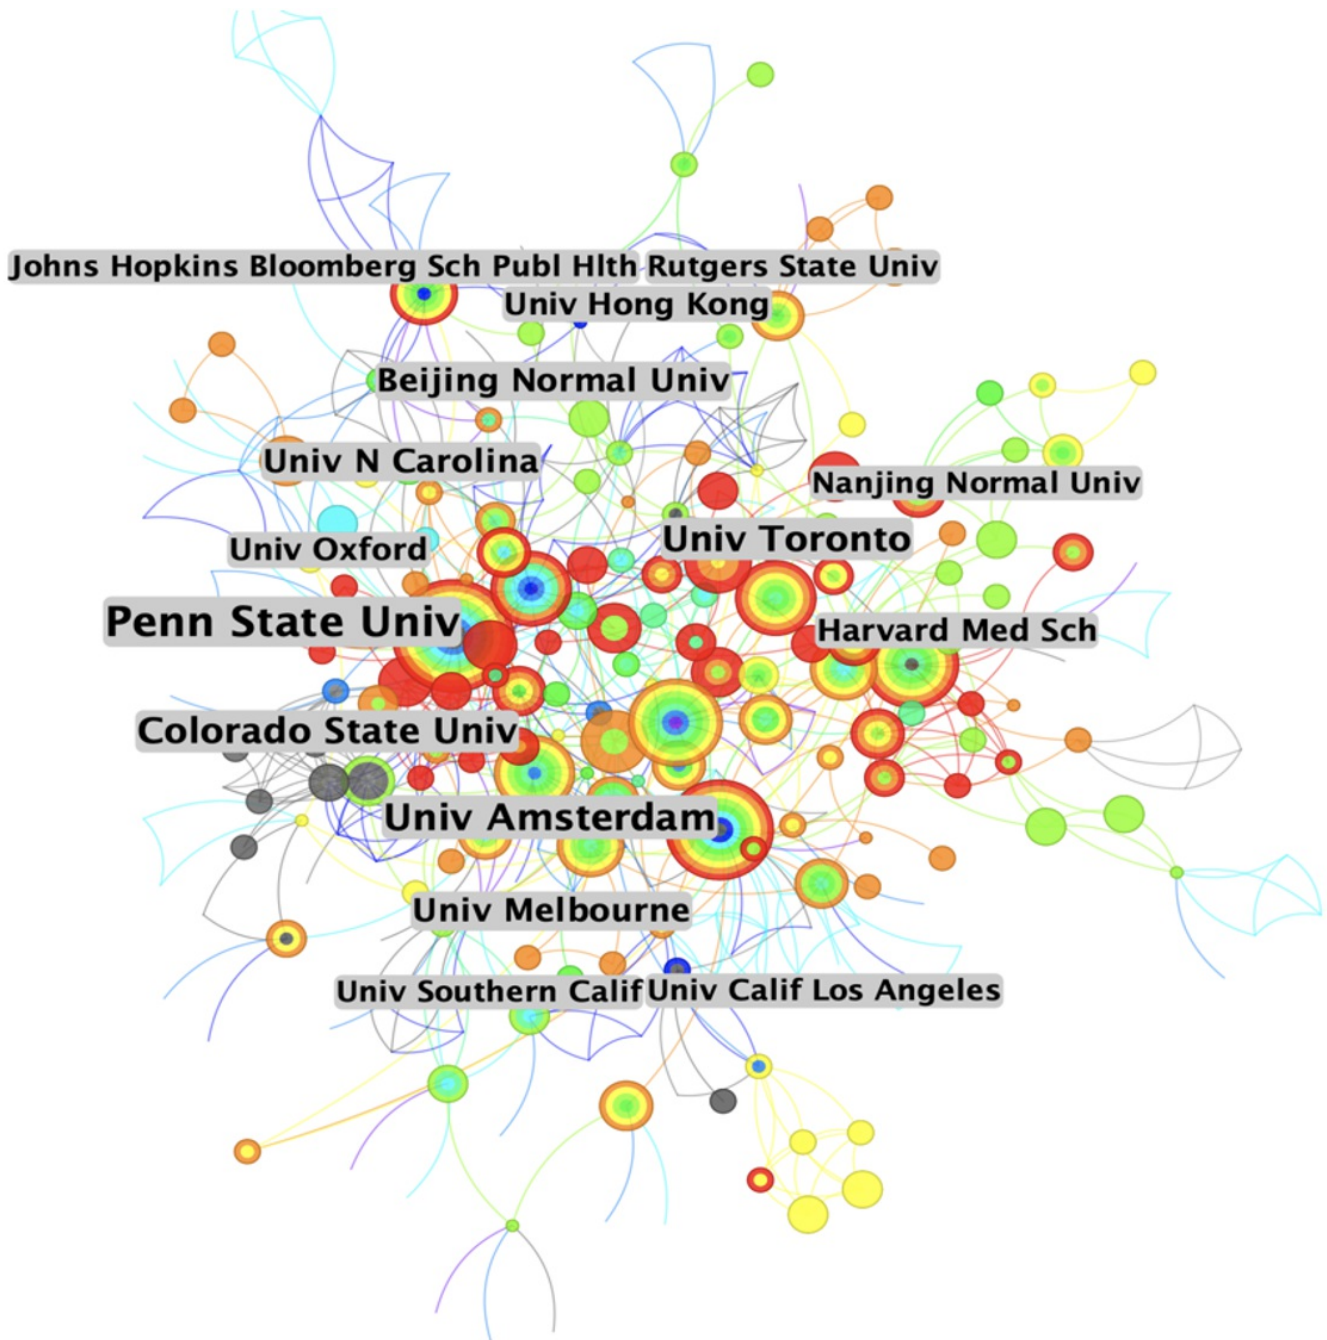 Johns Hopkins Bloomberg Sch Publ Hlth
Rutgers State Univ
Univ Hong Kong
Beijing Normal Univ
Univ N Carolina
Nanjing Normal Univ
Univ Toronto
Univ Oxford
Penn State Univ
Harvard Med Sch
Colorado State Univ
Univ Amsterdam
Univ Melbourne
Univ Southern Calif
Univ Calif Los Angeles